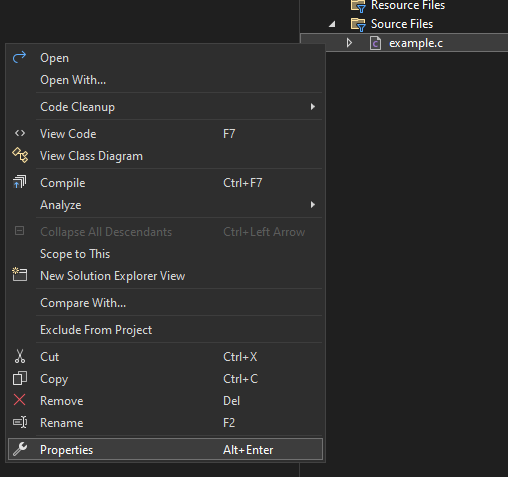 Resource Files
Source Files
example.c
Open
Open With...
Code Cleanup
View Code F7
View Class Diagram
Compile Ctrl+F7
Analyze
Collapse All Descendants Ctrl+Left Arrow
Scope to This
New Solution Explorer View
Compare With...
Exclude From Project
Cut Ctrl+X
Copy Ctrl+C
Remove Del
Rename F2
Properties Alt+Enter